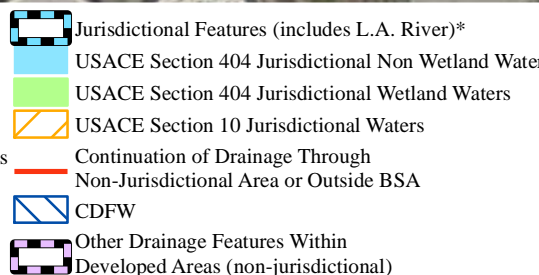 Jurisdictional Features (includes L.A. River)*
USACE Section 404 Jurisdictional Non Wetland Water
USACE Section 404 Jurisdictional Wetland Waters
USACE Section 10 Jurisdictional Waters
s
Continuation of Drainage Through
Non-Jurisdictional Area or Outside BSA
CDFW
Other Drainage Features Within
Developed Areas (non-jurisdictional)